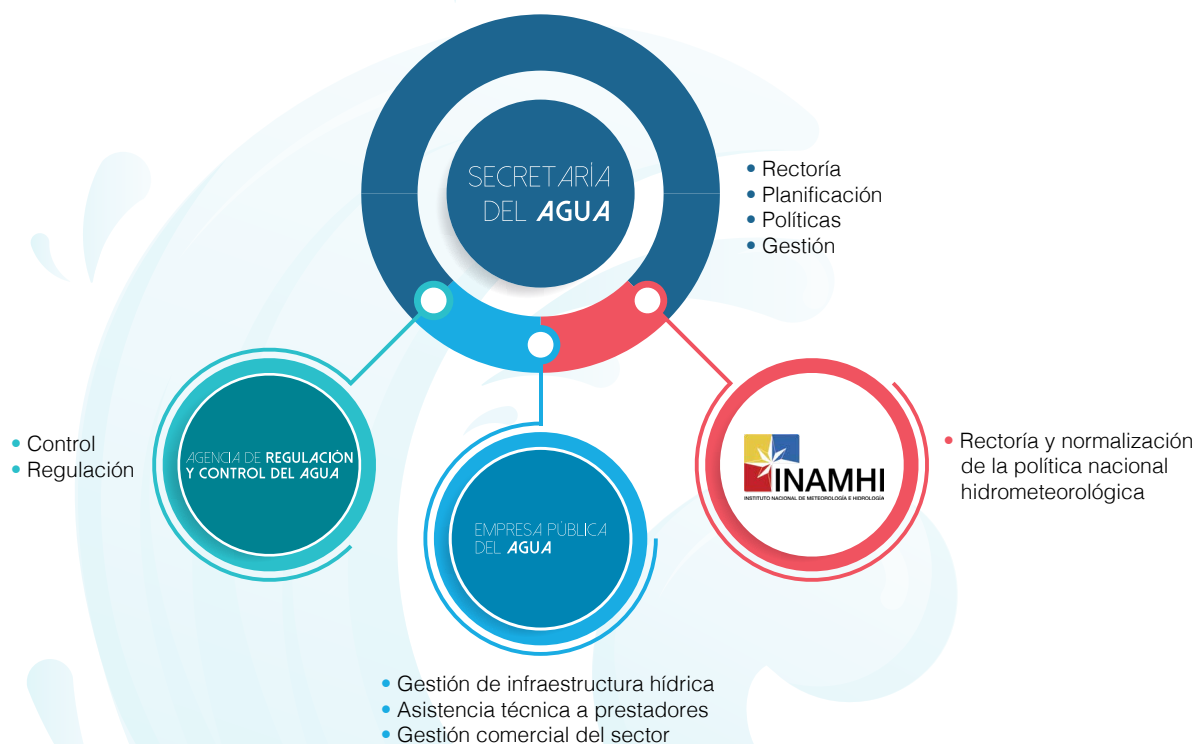 SECRETARÌA
DEL AGUA
• Rectoría
• Planificación
• Políticas
• Gestión
• Control
• Regulación
AGENCIA DE REGULACIÓN
Y CONTROL DEL AGUA
EMPRESA PÚBLICA
DEL AGUA
INAMHI
INSTITUTO NACIONAL DE METEOROLOGÍA E HIDROLOGÍA
• Rectoría y normalización
de la política nacional
hidrometeorológica
• Gestión de infraestructura hídrica
• Asistencia técnica a prestadores
• Gestión comercial del sector